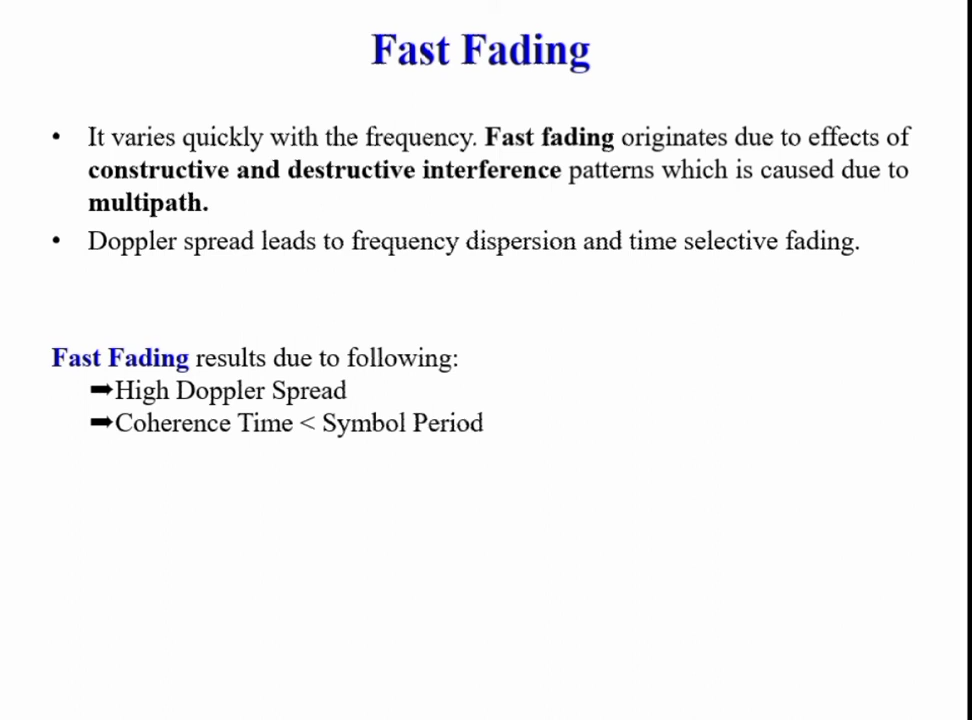 Fast Fading
• It varies quickly with the frequency. Fast fading originates due to effects of
constructive and destructive interference patterns which is caused due to
multipath.
• Doppler spread leads to frequency dispersion and time selective fading.
Fast Fading results due to following:
➡High Doppler Spread
➡Coherence Time < Symbol Period